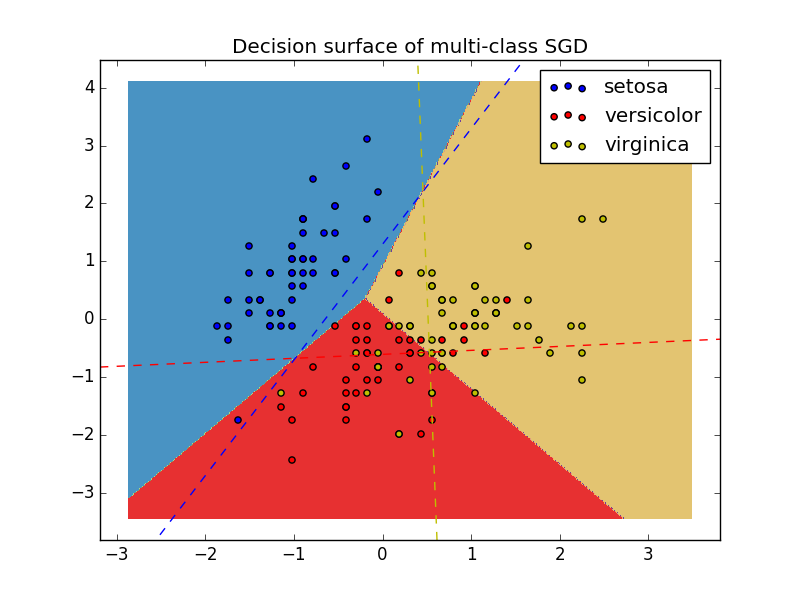 Decision surface of multi-class SGD
setosa
versicolor
virginica
4
3
2
1
0
−1
−2
−3
−3 −2 −1 0 1 2 3